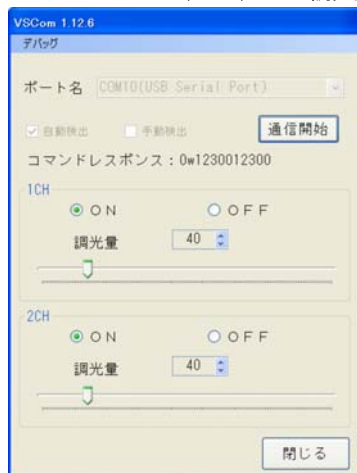 VSCom 1.12.6
デバッグ
ポート名 COM10(USB Serial Port)
自動検出 手動検出 通信開始
コマンドレスポンス：0w1230012300
1CH
ON OFF
調光量 40
2CH
ON OFF
調光量 40
閉じる